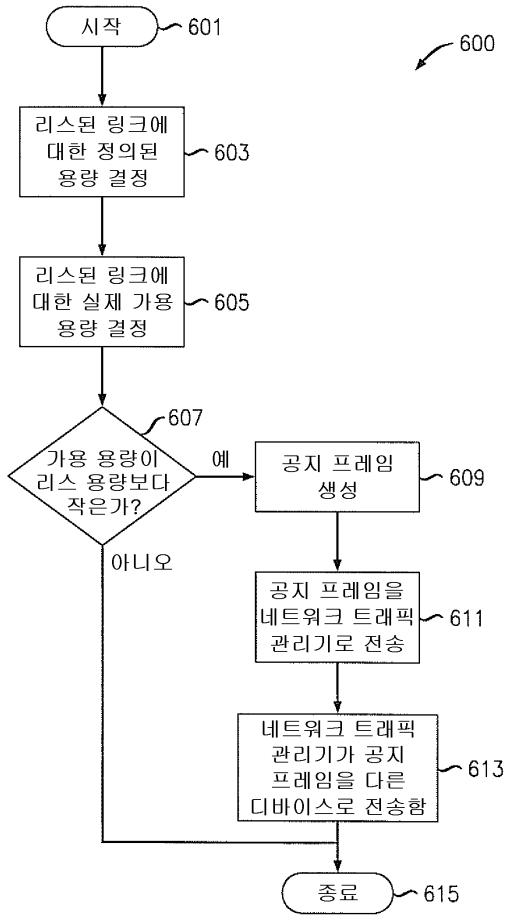 시작
601
600
리스된 링크에
대한 정의된
용량 결정
603
리스된 링크에
대한 실제 가용
용량 결정
605
607
가용 용량이
리스 용량보다
작은가?
예
공지 프레임
생성
609
아니오
공지 프레임을
네트워크 트래픽
관리기로 전송
611
네트워크 트래픽
관리기가 공지
프레임을 다른
디바이스로 전송함
613
종료
615